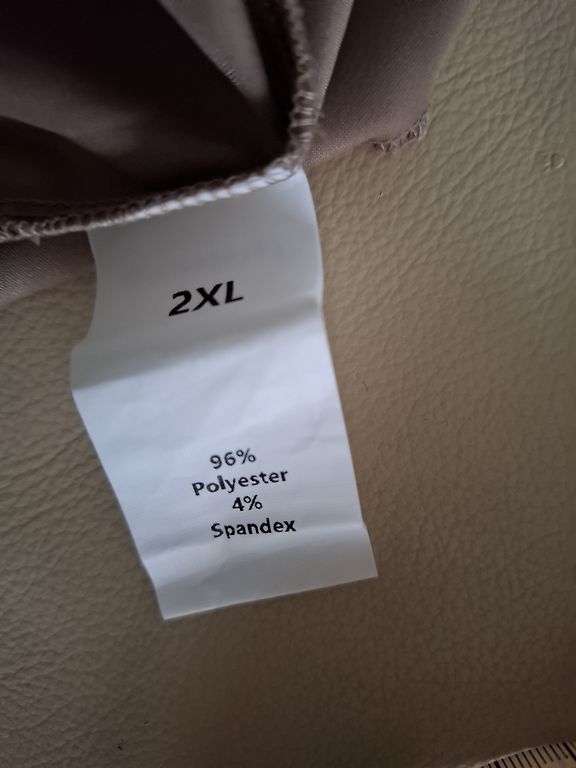 2XL
96%
Polyester
4%
Spandex